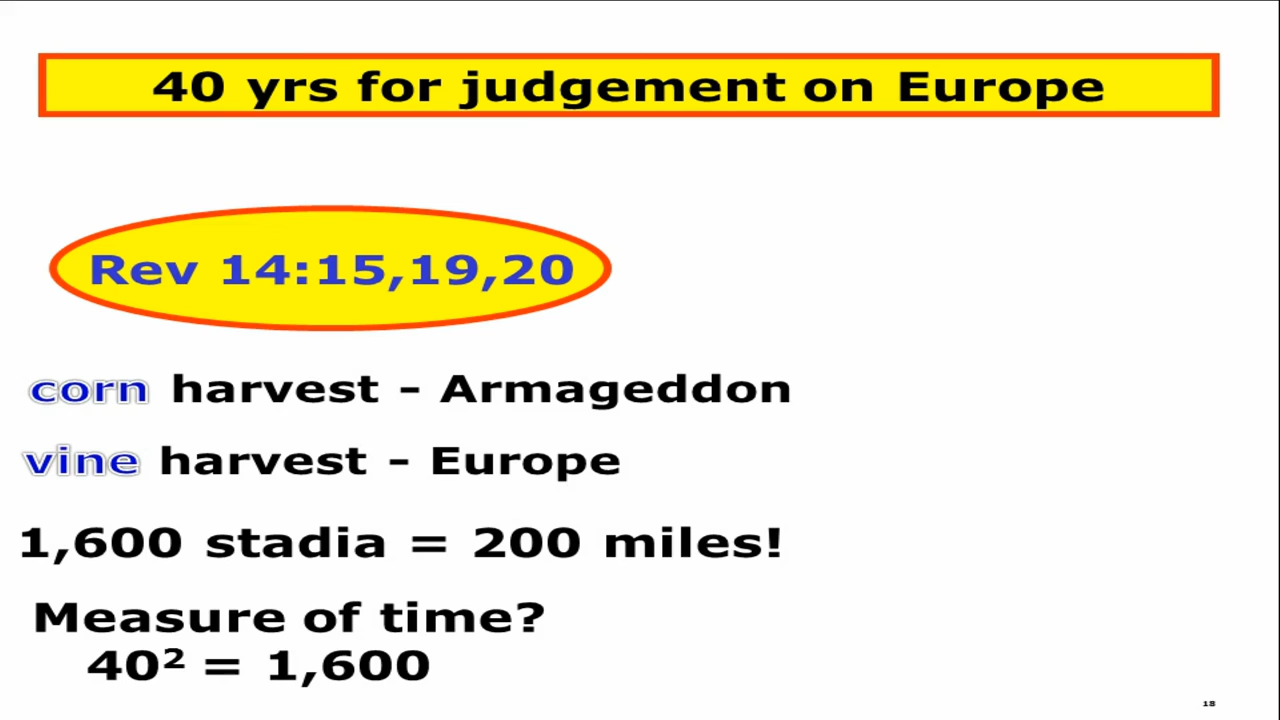 40 yrs for judgement on Europe
Rev 14:15,19,20
corn harvest - Armageddon
vine harvest - Europe
1,600 stadia = 200 miles!
Measure of time?
40² = 1,600
18